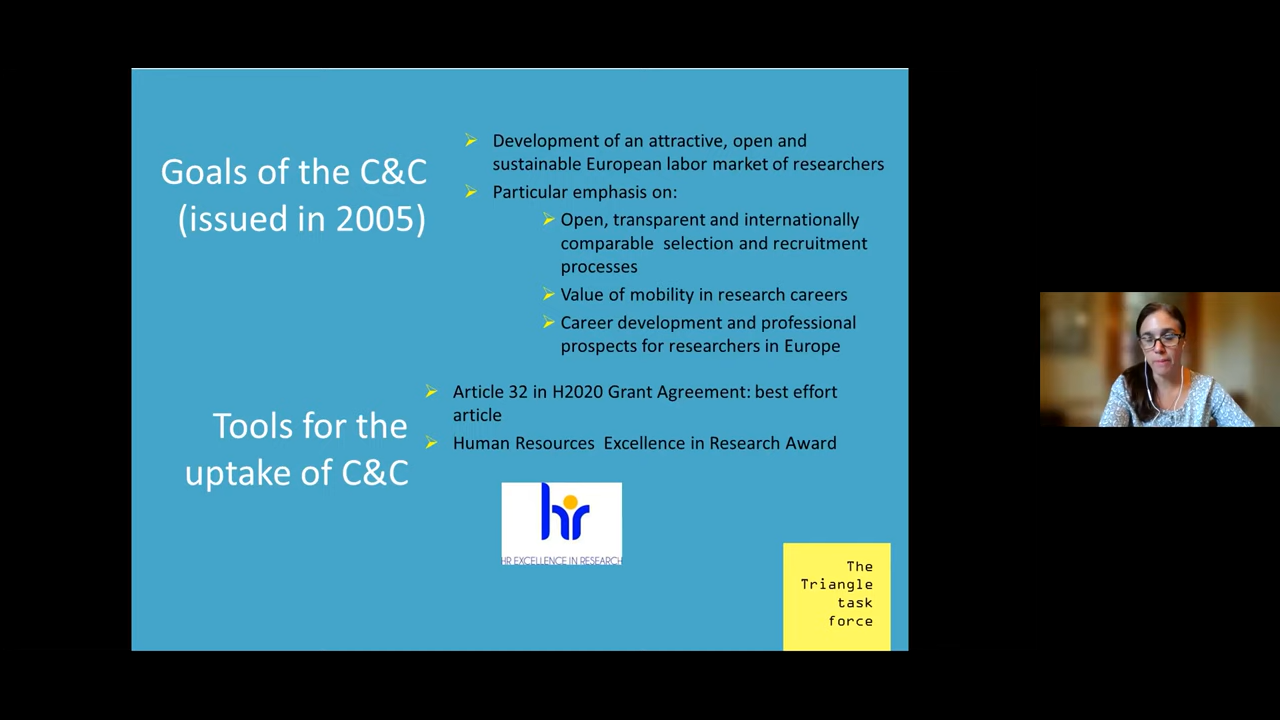 Goals of the C&C
(issued in 2005)
Development of an attractive, open and
sustainable European labor market of researchers
Particular emphasis on:
Open, transparent and internationally
comparable selection and recruitment
processes
Value of mobility in research careers
Career development and professional
prospects for researchers in Europe
Tools for the
uptake of C&C
Article 32 in H2020 Grant Agreement: best effort
article
Human Resources Excellence in Research Award
hr
HR EXCELLENCE IN RESEARCH
The
Triangle
task
force